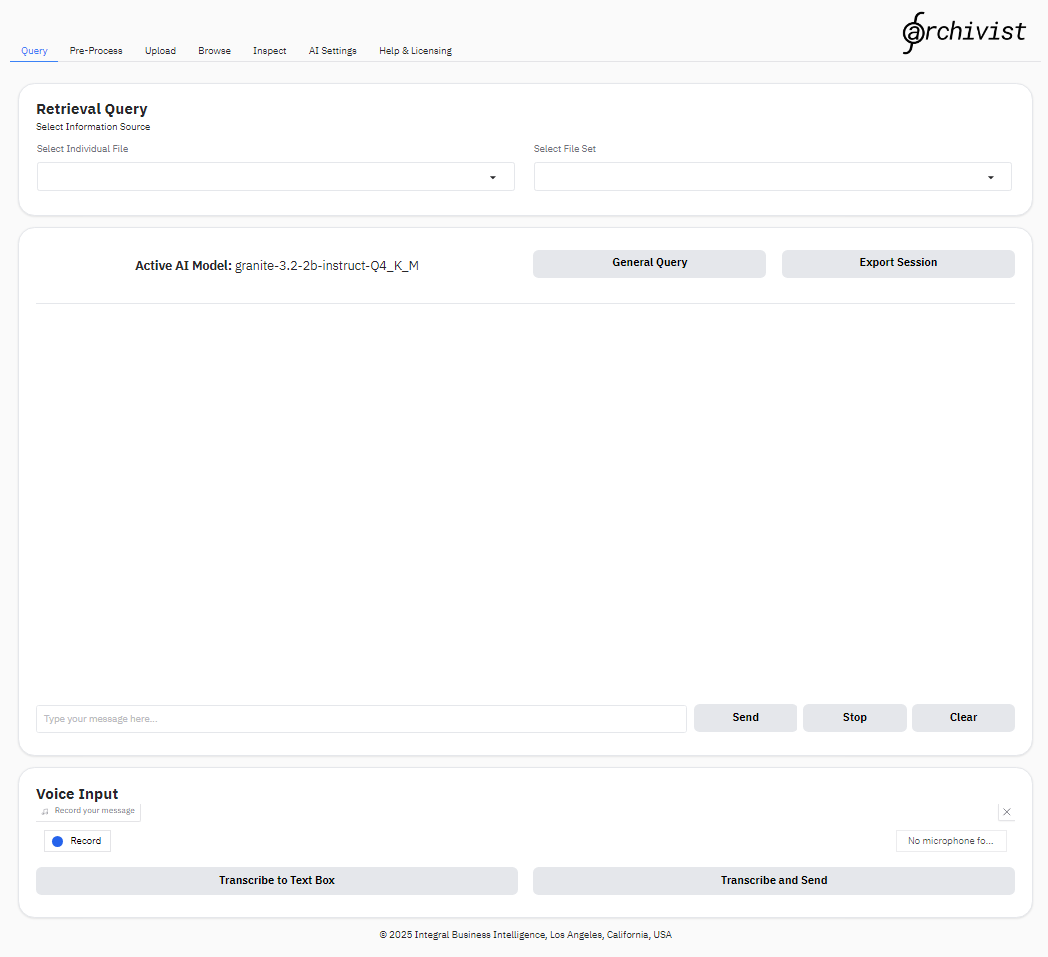 archivist
Query Pre-Process Upload Browse Inspect AI Settings Help & Licensing
Retrieval Query
Select Information Source
Select Individual File
Select File Set
Active AI Model: granite-3.2-2b-instruct-Q4_K_M
General Query
Export Session
Type your message here...
Send
Stop
Clear
Voice Input
Record your message
Record
No microphone fo...
Transcribe to Text Box
Transcribe and Send
© 2025 Integral Business Intelligence, Los Angeles, California, USA